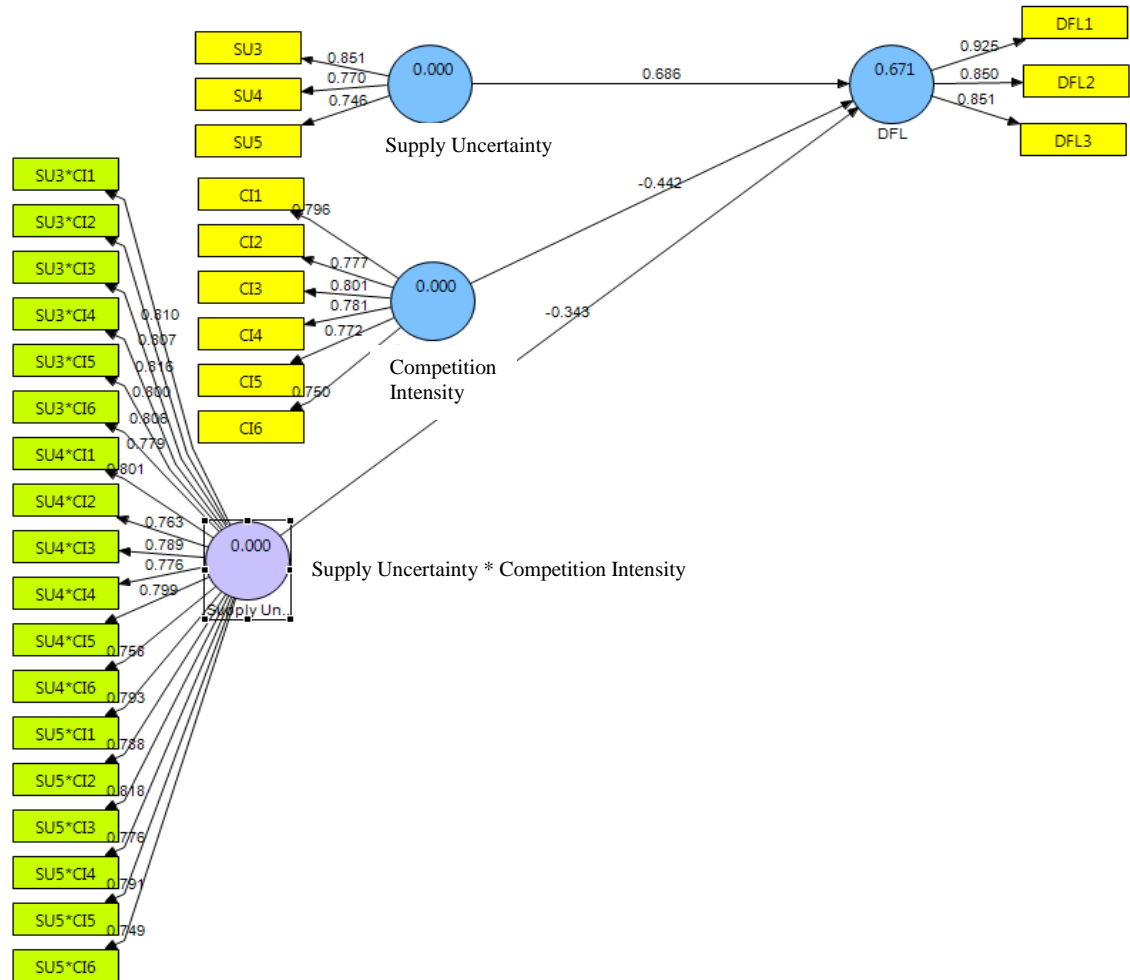 SU3
SU4
SU5
0.851
0.770
0.746
0.000
Supply Uncertainty
0.686
0.671
DFL
0.925
0.850
0.851
DFL1
DFL2
DFL3
CI1
CI2
CI3
CI4
CI5
CI6
0.796
0.777
0.801
0.781
0.772
0.750
0.000
Competition
Intensity
-0.442
-0.343
SU3*CI1
SU3*CI2
SU3*CI3
SU3*CI4
SU3*CI5
SU3*CI6
SU4*CI1
SU4*CI2
SU4*CI3
SU4*CI4
SU4*CI5
SU4*CI6
SU5*CI1
SU5*CI2
SU5*CI3
SU5*CI4
SU5*CI5
SU5*CI6
0.810
0.807
0.816
0.800
0.806
0.779
0.801
0.763
0.789
0.776
0.799
0.758
0.793
0.788
0.818
0.776
0.791
0.749
0.000
Supply Un...
Supply Uncertainty * Competition Intensity